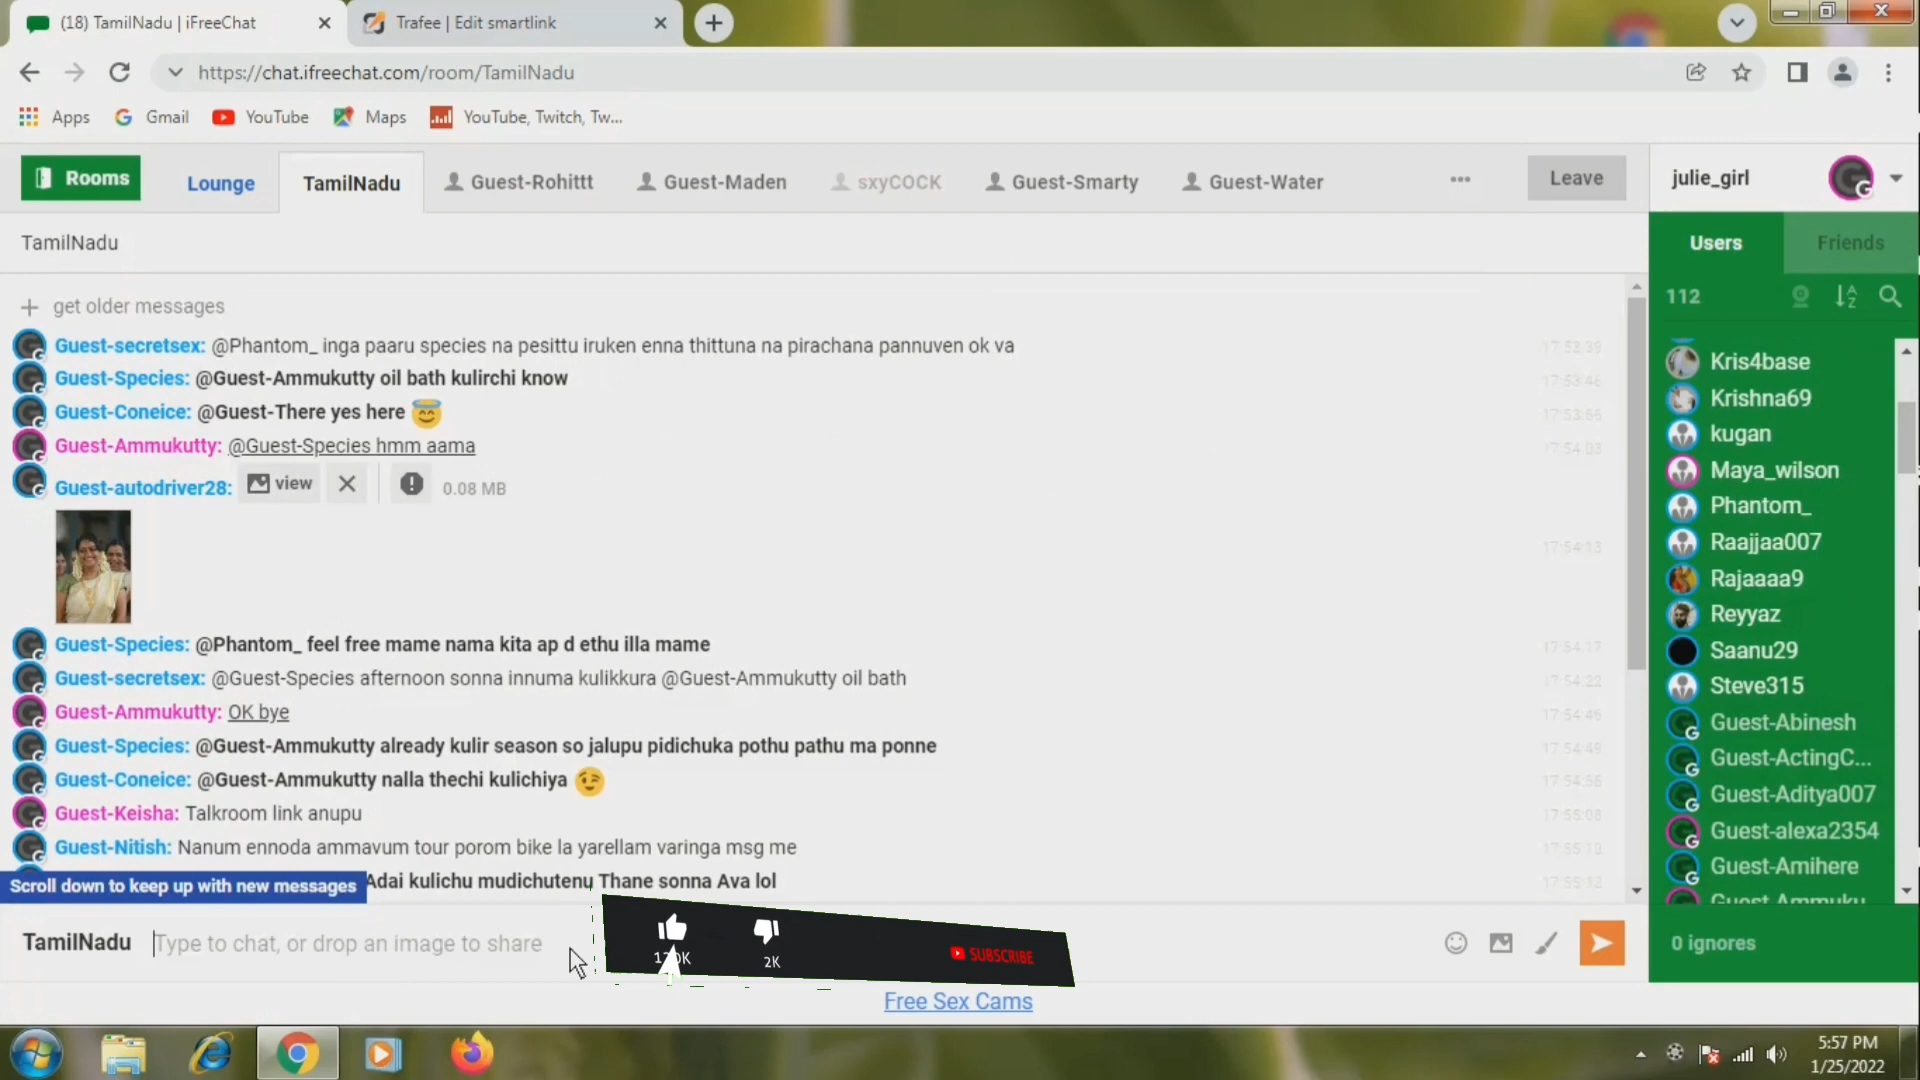 (18) TamilNadu | iFreeChat
Trafee | Edit smartlink
https://chat.ifreechat.com/room/TamilNadu
Apps Gmail YouTube Maps YouTube, Twitch, Tw...
Rooms Lounge TamilNadu Guest-Rohittt Guest-Maden sxyCOCK Guest-Smarty Guest-Water ... Leave
julie_girl
TamilNadu
Users Friends
112
get older messages
Guest-secretsex: @Phantom_ inga paaru species na pesittu iruken enna thittuna na pirachana pannuven ok va 17:53:39
Guest-Species: @Guest-Ammukutty oil bath kulirchi know 17:53:46
Guest-Coneice: @Guest-There yes here 😇
Guest-Ammukutty: @Guest-Species hmm aama 17:54:03
Guest-autodriver28: view 0.08 MB
17:54:13
Guest-Species: @Phantom_ feel free mame nama kita ap d ethu illa mame 17:54:17
Guest-secretsex: @Guest-Species afternoon sonna innuma kulikkura @Guest-Ammukutty oil bath 17:54:22
Guest-Ammukutty: OK bye
Guest-Species: @Guest-Ammukutty already kulir season so jalupu pidichuka pothu pathu ma ponne 17:54:49
Guest-Coneice: @Guest-Ammukutty nalla thechi kulichiya 😉
Guest-Keisha: Talkroom link anupu 17:55:08
Guest-Nitish: Nanum ennoda ammavum tour porom bike la yarellam varinga msg me 17:55:10
Scroll down to keep up with new messages
Adai kulichu mudichutenu Thane sonna Ava lol 17:55:12
Kris4base
Krishna69
kugan
Maya_wilson
Phantom_
Raajjaa007
Rajaaaa9
Reyyaz
Saanu29
Steve315
Guest-Abinesh
Guest-ActingC...
Guest-Aditya007
Guest-alexa2354
Guest-Amihere
TamilNadu Type to chat, or drop an image to share
2K
SUBSCRIBE
0 ignores
Free Sex Cams
5:57 PM
1/25/2022